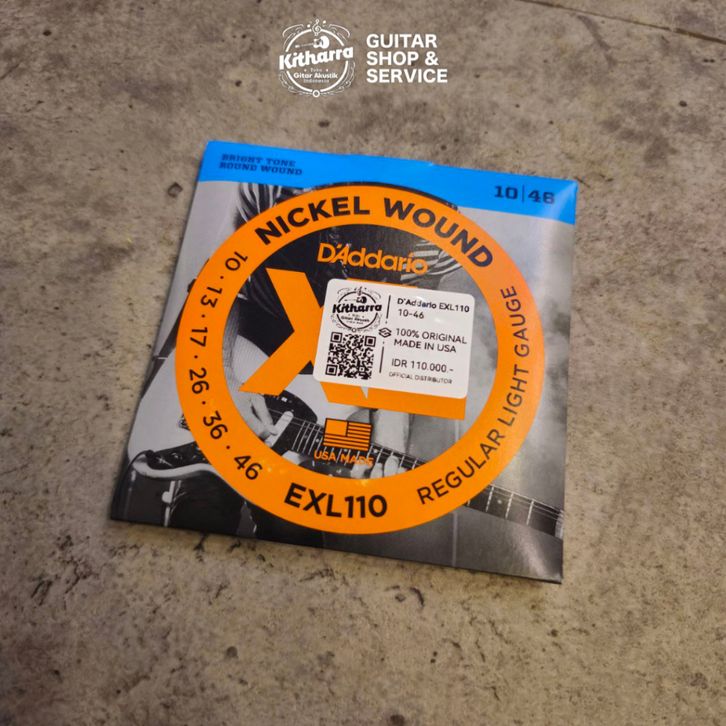 Kitharra
Toko
Gitar Akustik
Indonesia
GUITAR
SHOP &
SERVICE
BRIGHT TONE
ROUND WOUND
10|46
NICKEL WOUND
D'Addario
10 · 13 · 17 · 26 · 36 · 46
Kitharra
D'Addario EXL110
10-46
100% ORIGINAL
MADE IN USA
IDR 110.000.-
OFFICIAL DISTRIBUTOR
USA MADE
EXL110
REGULAR LIGHT GAUGE